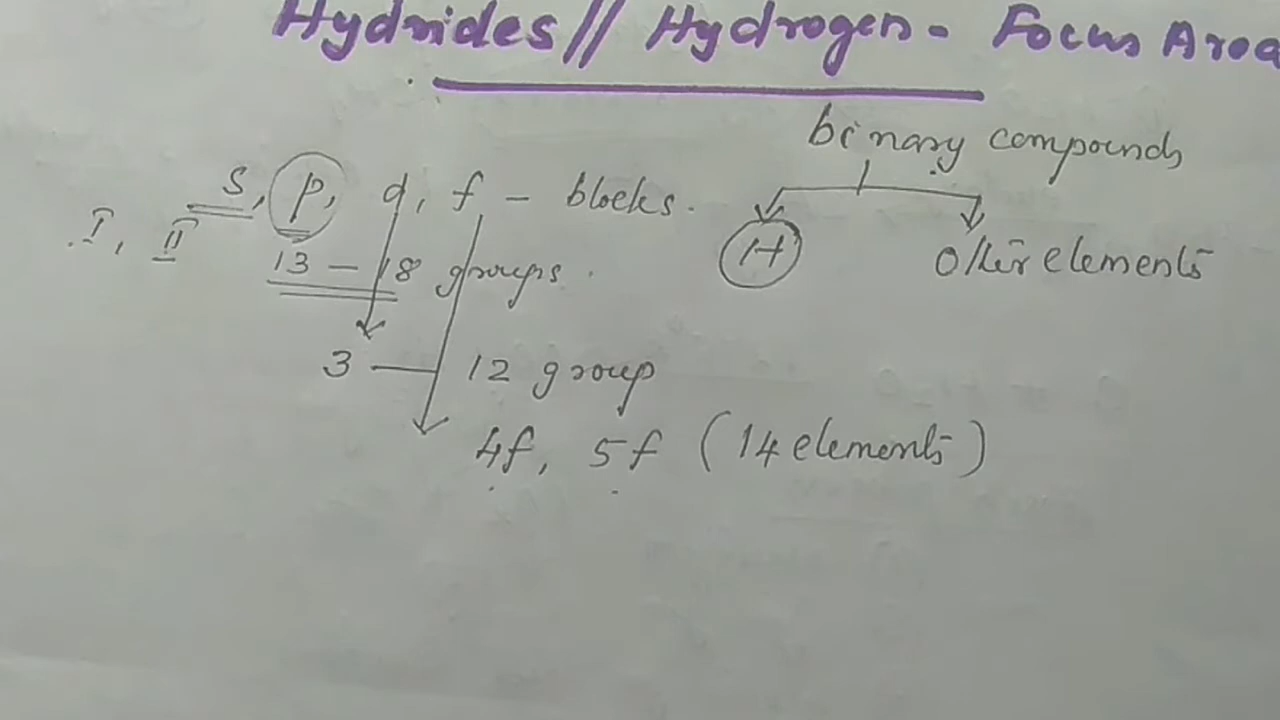 Hydrides // Hydrogen - Focus Area
binary compounds
S, p, d, f - blocks.
I, II
H
Other elements
13 - 18 groups.
3 — 12 group
4f, 5f (14 elements)